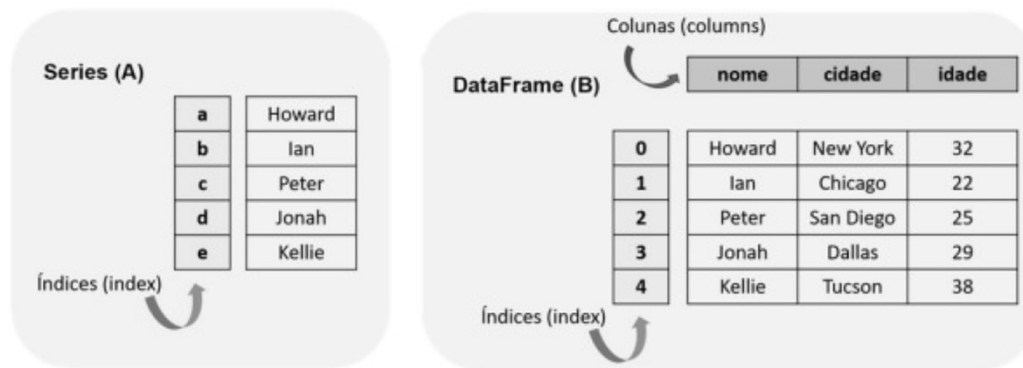 Series (A)
a Howard
b Ian
c Peter
d Jonah
e Kellie
Índices (index)
Colunas (columns)
DataFrame (B)
nome cidade idade
0 Howard New York 32
1 Ian Chicago 22
2 Peter San Diego 25
3 Jonah Dallas 29
4 Kellie Tucson 38
Índices (index)